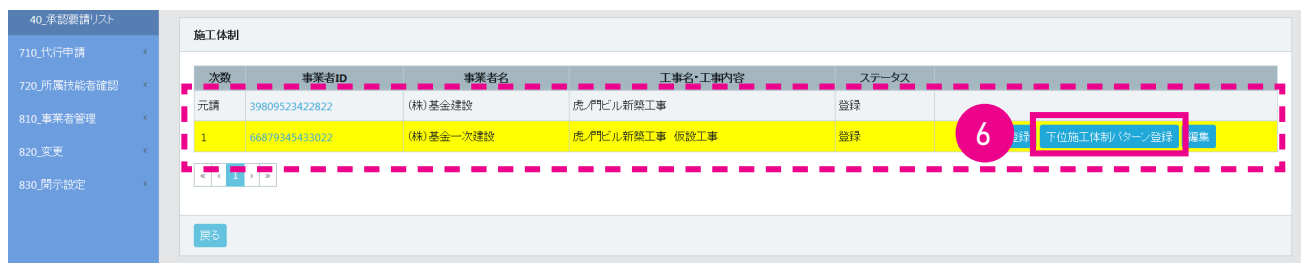 40_承認要請リスト
710_代行申請
720_所属技能者確認
810_事業者管理
820_変更
830_開示設定
施工体制
次数 事業者ID 事業者名 工事名・工事内容 ステータス
元請 39809523422822 (株)基金建設 虎ノ門ビル新築工事 登録
1 66879345433022 (株)基金一次建設 虎ノ門ビル新築工事 仮設工事 登録 6 登録 下位施工体制パターン登録 編集
« ‹ 1 › »
戻る